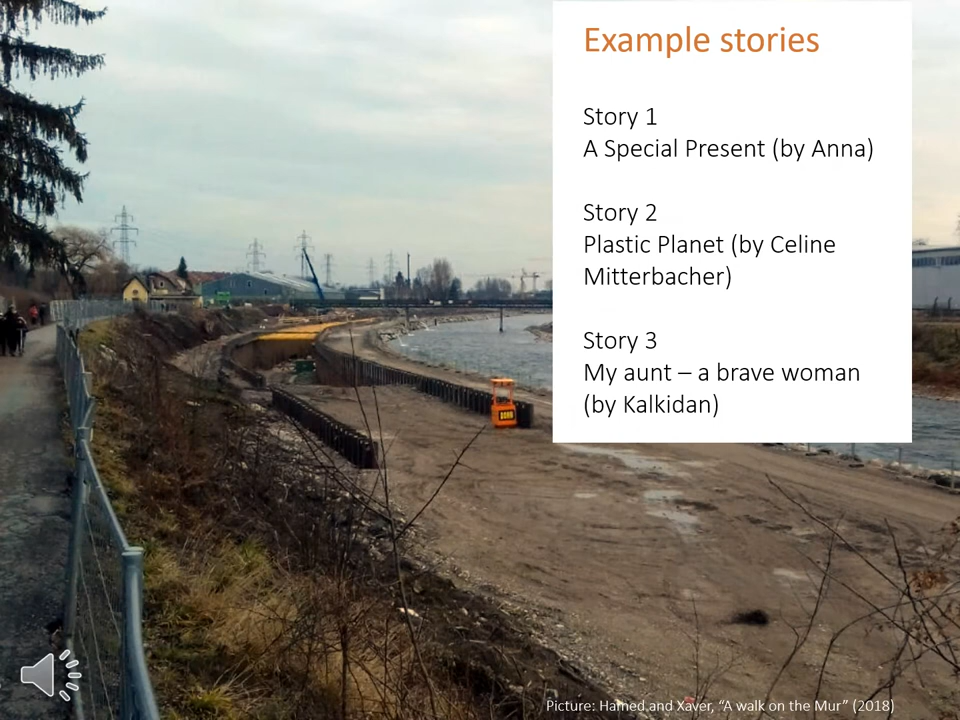 Example stories
Story 1
A Special Present (by Anna)
Story 2
Plastic Planet (by Celine
Mitterbacher)
Story 3
My aunt – a brave woman
(by Kalkidan)
Picture: Hamed and Xaver, “A walk on the Mur” (2018)